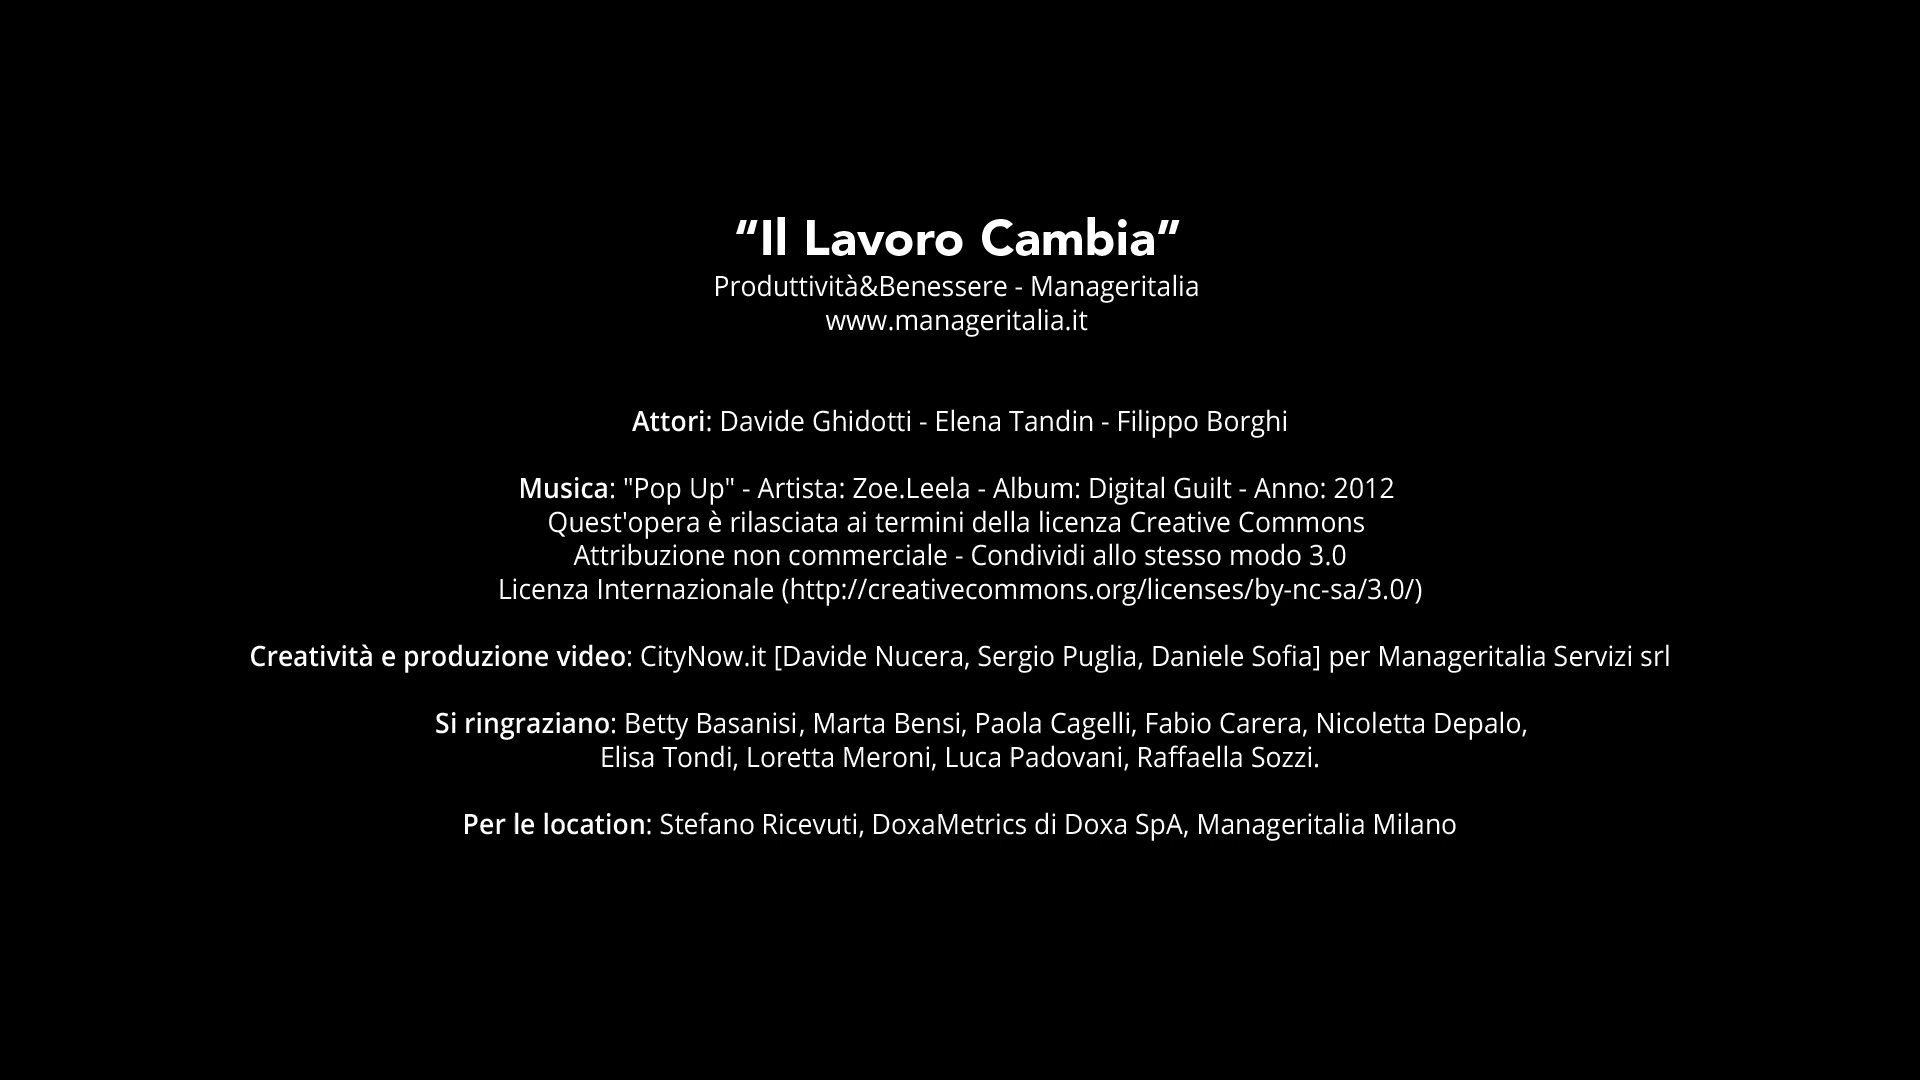 “Il Lavoro Cambia”
Produttività&Benessere - Manageritalia
www.manageritalia.it
Attori: Davide Ghidotti - Elena Tandin - Filippo Borghi
Musica: "Pop Up" - Artista: Zoe.Leela - Album: Digital Guilt - Anno: 2012
Quest'opera è rilasciata ai termini della licenza Creative Commons
Attribuzione non commerciale - Condividi allo stesso modo 3.0
Licenza Internazionale (http://creativecommons.org/licenses/by-nc-sa/3.0/)
Creatività e produzione video: CityNow.it [Davide Nucera, Sergio Puglia, Daniele Sofia] per Manageritalia Servizi srl
Si ringraziano: Betty Basanisi, Marta Bensi, Paola Cagelli, Fabio Carera, Nicoletta Depalo,
Elisa Tondi, Loretta Meroni, Luca Padovani, Raffaella Sozzi.
Per le location: Stefano Ricevuti, DoxaMetrics di Doxa SpA, Manageritalia Milano